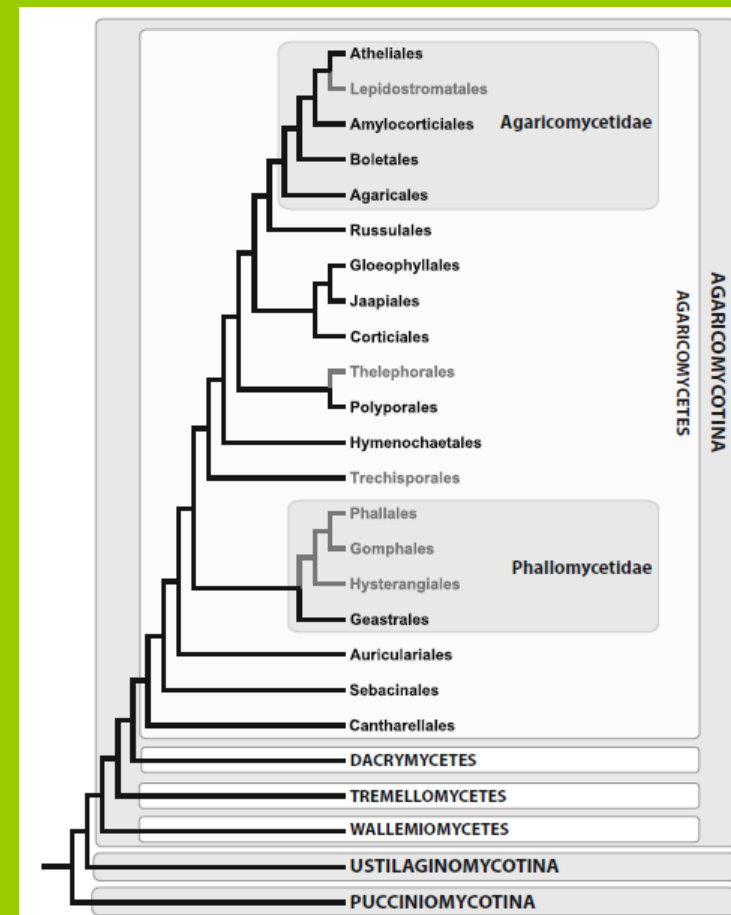 Atheliales
Lepidostromatales
Amylocorticiales
Agaricomycetidae
Boletales
Agaricales
Russulales
Gloeophyllales
Jaapiales
Corticiales
Thelephorales
Polyporales
Hymenochaetales
Trechisporales
Phallales
Gomphales
Phallomycetidae
Hysterangiales
Geastrales
Auriculariales
Sebacinales
Cantharellales
AGARICOMYCETES
AGARICOMYCOTINA
DACRYMYCETES
TREMELLOMYCETES
WALLEMIOMYCETES
USTILAGINOMYCOTINA
PUCCINIOMYCOTINA